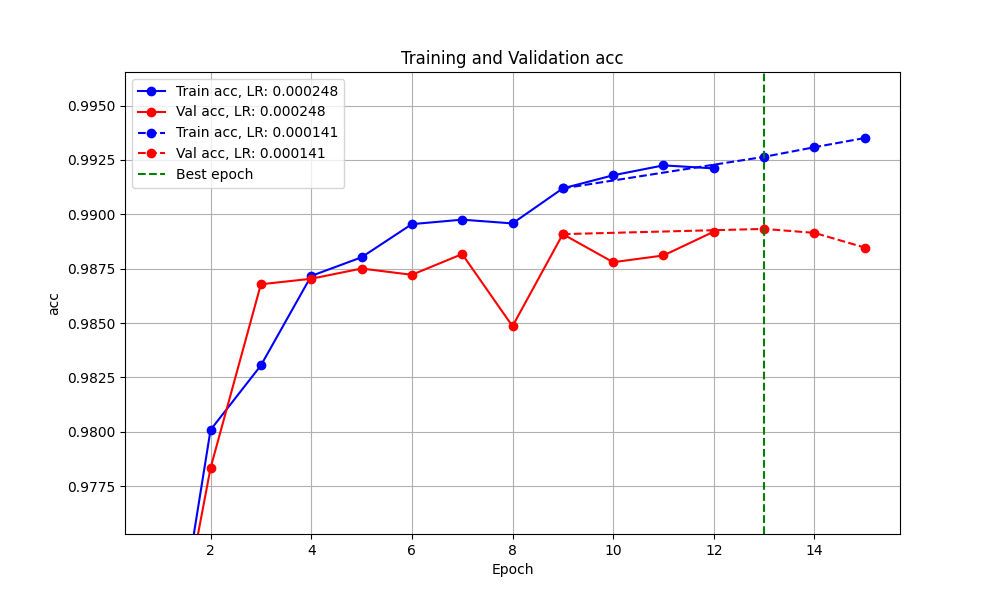 Training and Validation acc
Train acc, LR: 0.000248
Val acc, LR: 0.000248
Train acc, LR: 0.000141
Val acc, LR: 0.000141
Best epoch
0.9950
0.9925
0.9900
0.9875
0.9850
0.9825
0.9800
0.9775
acc
2 4 6 8 10 12 14
Epoch